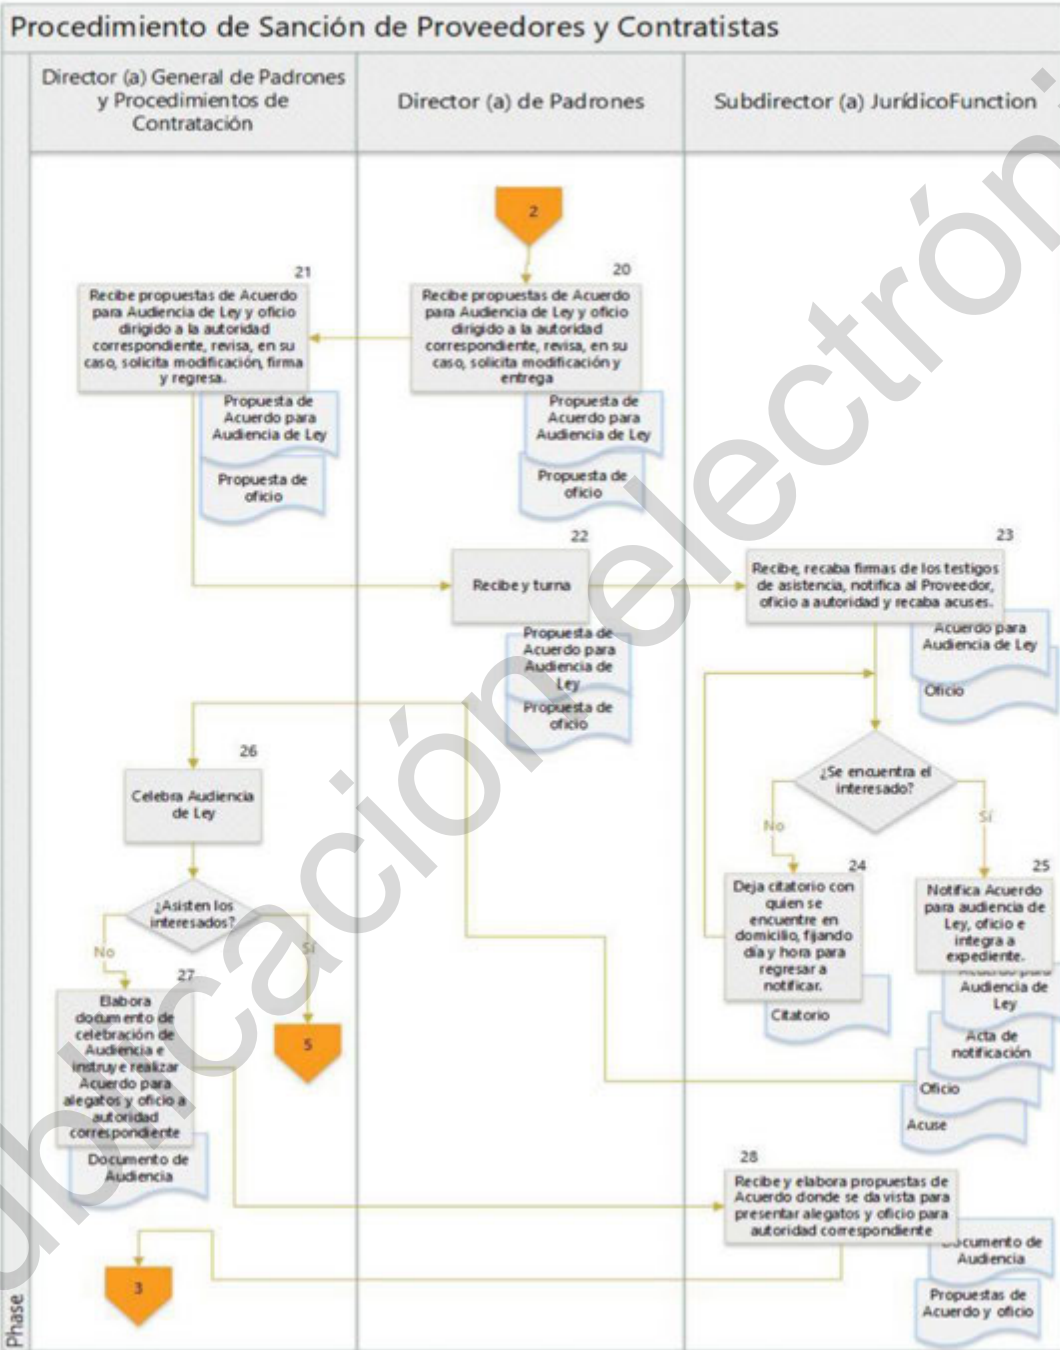 Procedimiento de Sanción de Proveedores y Contratistas
Director (a) General de Padrones
y Procedimientos de
Contratación
Director (a) de Padrones
Subdirector (a) JurídicoFunction
2
21
Recibe propuestas de Acuerdo
para Audiencia de Ley y oficio
dirigido a la autoridad
correspondiente, revisa, en su
caso, solicita modificación, firma
y regresa.
Propuesta de
Acuerdo para
Audiencia de Ley
Propuesta de
oficio
20
Recibe propuestas de Acuerdo
para Audiencia de Ley y oficio
dirigido a la autoridad
correspondiente, revisa, en su
caso, solicita modificación y
entrega
Propuesta de
Acuerdo para
Audiencia de Ley
Propuesta de
oficio
22
Recibe y turna
Propuesta de
Acuerdo para
Audiencia de
Ley
Propuesta de
oficio
23
Recibe, recaba firmas de los testigos
de asistencia, notifica al Proveedor,
oficio a autoridad y recaba acuses.
Acuerdo para
Audiencia de Ley
Oficio
¿Se encuentra el
interesado?
No
Sí
24
Deja citatorio con
quien se
encuentre en
domicilio, fijando
día y hora para
regresar a
notificar.
Citatorio
25
Notifica Acuerdo
para audiencia de
Ley, oficio e
integra a
expediente.
Acuerdo para
Audiencia de
Ley
Acta de
notificación
Oficio
Acuse
26
Celebra Audiencia
de Ley
¿Asisten los
interesados?
No
Sí
27
Elabora
documento de
celebración de
Audiencia e
instruye realizar
Acuerdo para
alegatos y oficio a
autoridad
correspondiente
Documento de
Audiencia
5
28
Recibe y elabora propuestas de
Acuerdo donde se da vista para
presentar alegatos y oficio para
autoridad correspondiente
Documento de
Audiencia
Propuestas de
Acuerdo y oficio
3
Phase
ublicación electróni